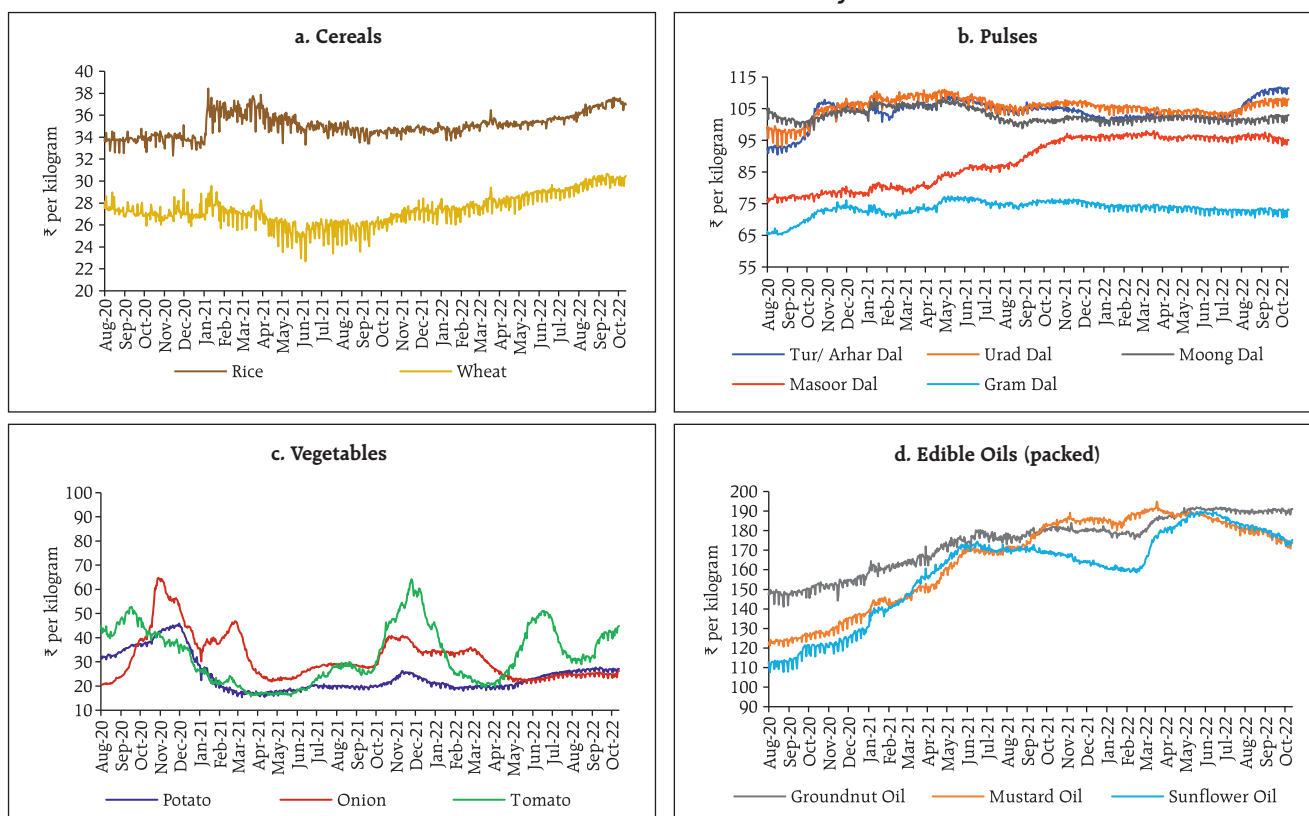 a. Cereals
₹ per kilogram
40
38
36
34
32
30
28
26
24
22
20
Aug-20
Sep-20
Oct-20
Nov-20
Dec-20
Jan-21
Feb-21
Mar-21
Apr-21
May-21
Jun-21
Jul-21
Aug-21
Sep-21
Oct-21
Nov-21
Dec-21
Jan-22
Feb-22
Mar-22
Apr-22
May-22
Jun-22
Jul-22
Aug-22
Sep-22
Oct-22
Rice Wheat
b. Pulses
₹ per kilogram
115
105
95
85
75
65
55
Aug-20
Sep-20
Oct-20
Nov-20
Dec-20
Jan-21
Feb-21
Mar-21
Apr-21
May-21
Jun-21
Jul-21
Aug-21
Sep-21
Oct-21
Nov-21
Dec-21
Jan-22
Feb-22
Mar-22
Apr-22
May-22
Jun-22
Jul-22
Aug-22
Sep-22
Oct-22
Tur/ Arhar Dal Urad Dal Moong Dal
Masoor Dal Gram Dal
c. Vegetables
₹ per kilogram
100
90
80
70
60
50
40
30
20
10
Aug-20
Sep-20
Oct-20
Nov-20
Dec-20
Jan-21
Feb-21
Mar-21
Apr-21
May-21
Jun-21
Jul-21
Aug-21
Sep-21
Oct-21
Nov-21
Dec-21
Jan-22
Feb-22
Mar-22
Apr-22
May-22
Jun-22
Jul-22
Aug-22
Sep-22
Oct-22
Potato Onion Tomato
d. Edible Oils (packed)
₹ per kilogram
200
190
180
170
160
150
140
130
120
110
100
90
Aug-20
Sep-20
Oct-20
Nov-20
Dec-20
Jan-21
Feb-21
Mar-21
Apr-21
May-21
Jun-21
Jul-21
Aug-21
Sep-21
Oct-21
Nov-21
Dec-21
Jan-22
Feb-22
Mar-22
Apr-22
May-22
Jun-22
Jul-22
Aug-22
Sep-22
Oct-22
Groundnut Oil Mustard Oil Sunflower Oil